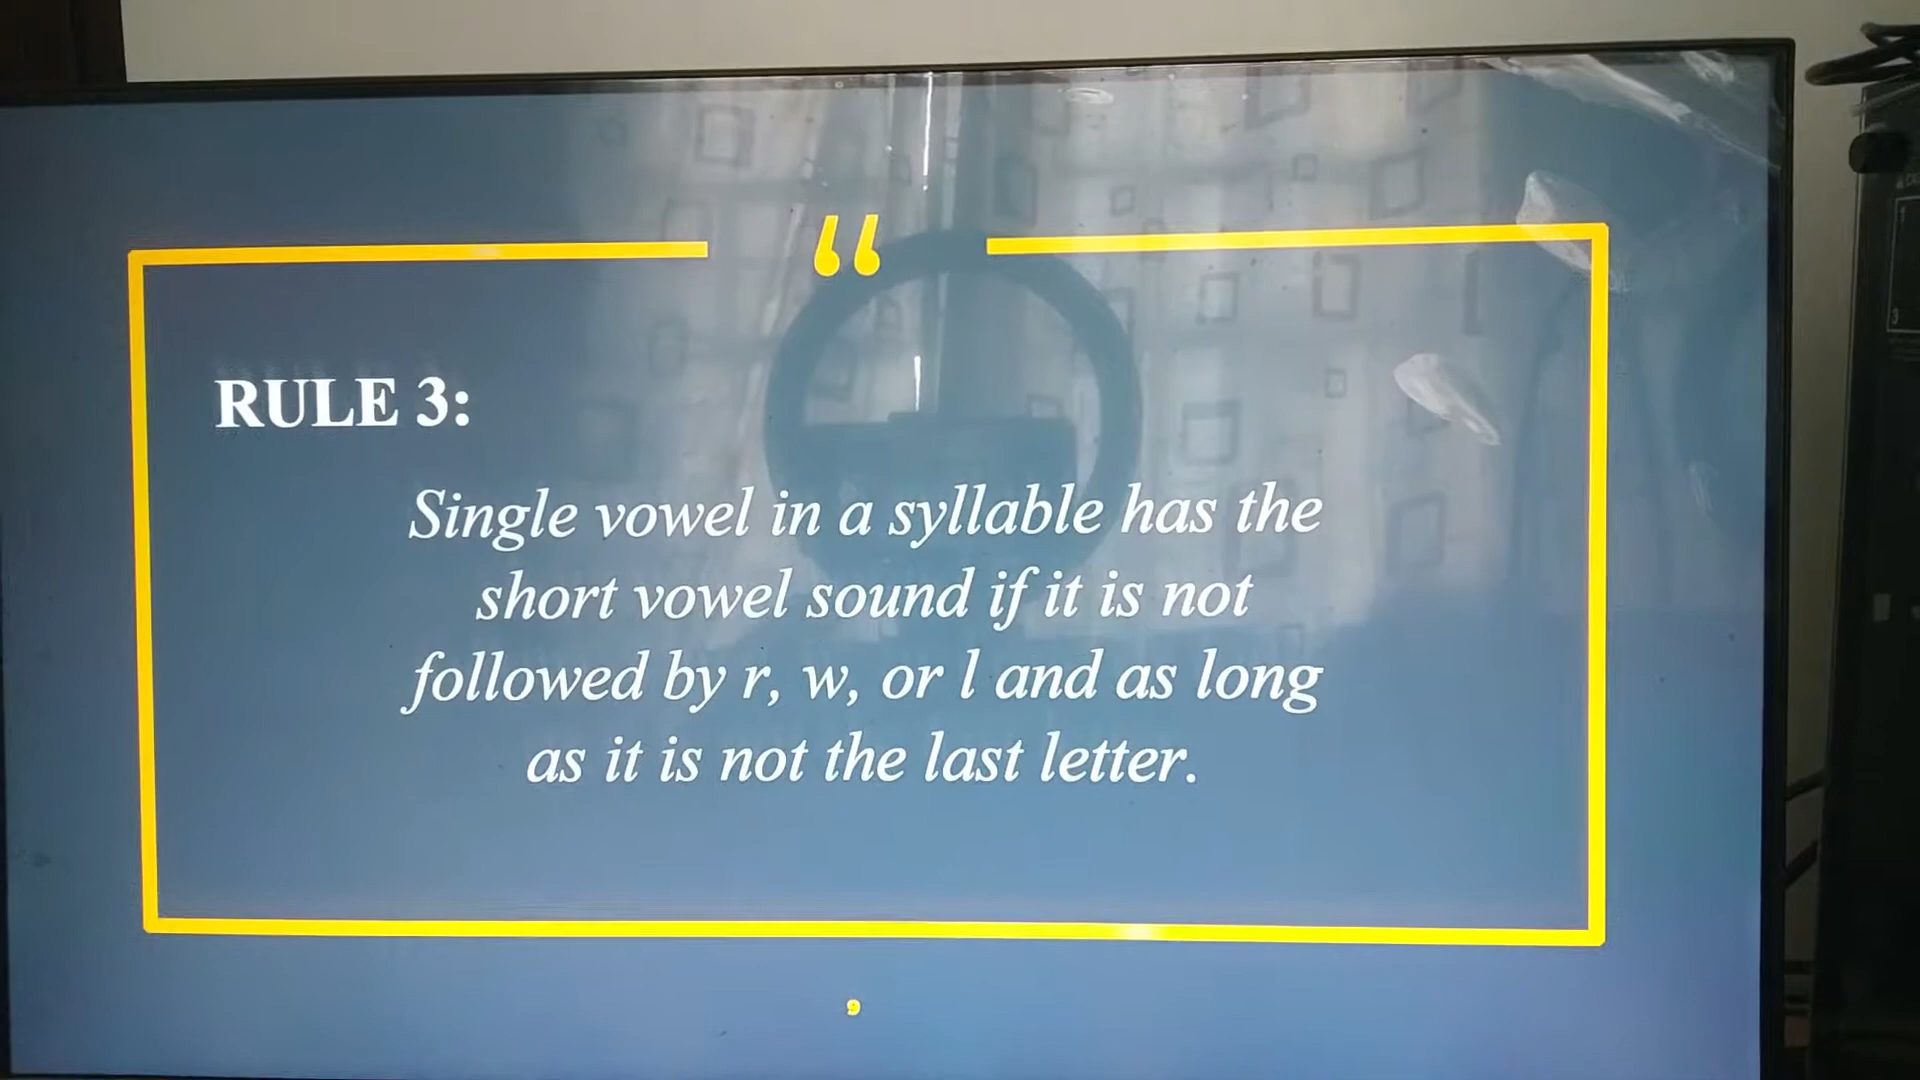 “
RULE 3:
Single vowel in a syllable has the
short vowel sound if it is not
followed by r, w, or l and as long
as it is not the last letter.
9